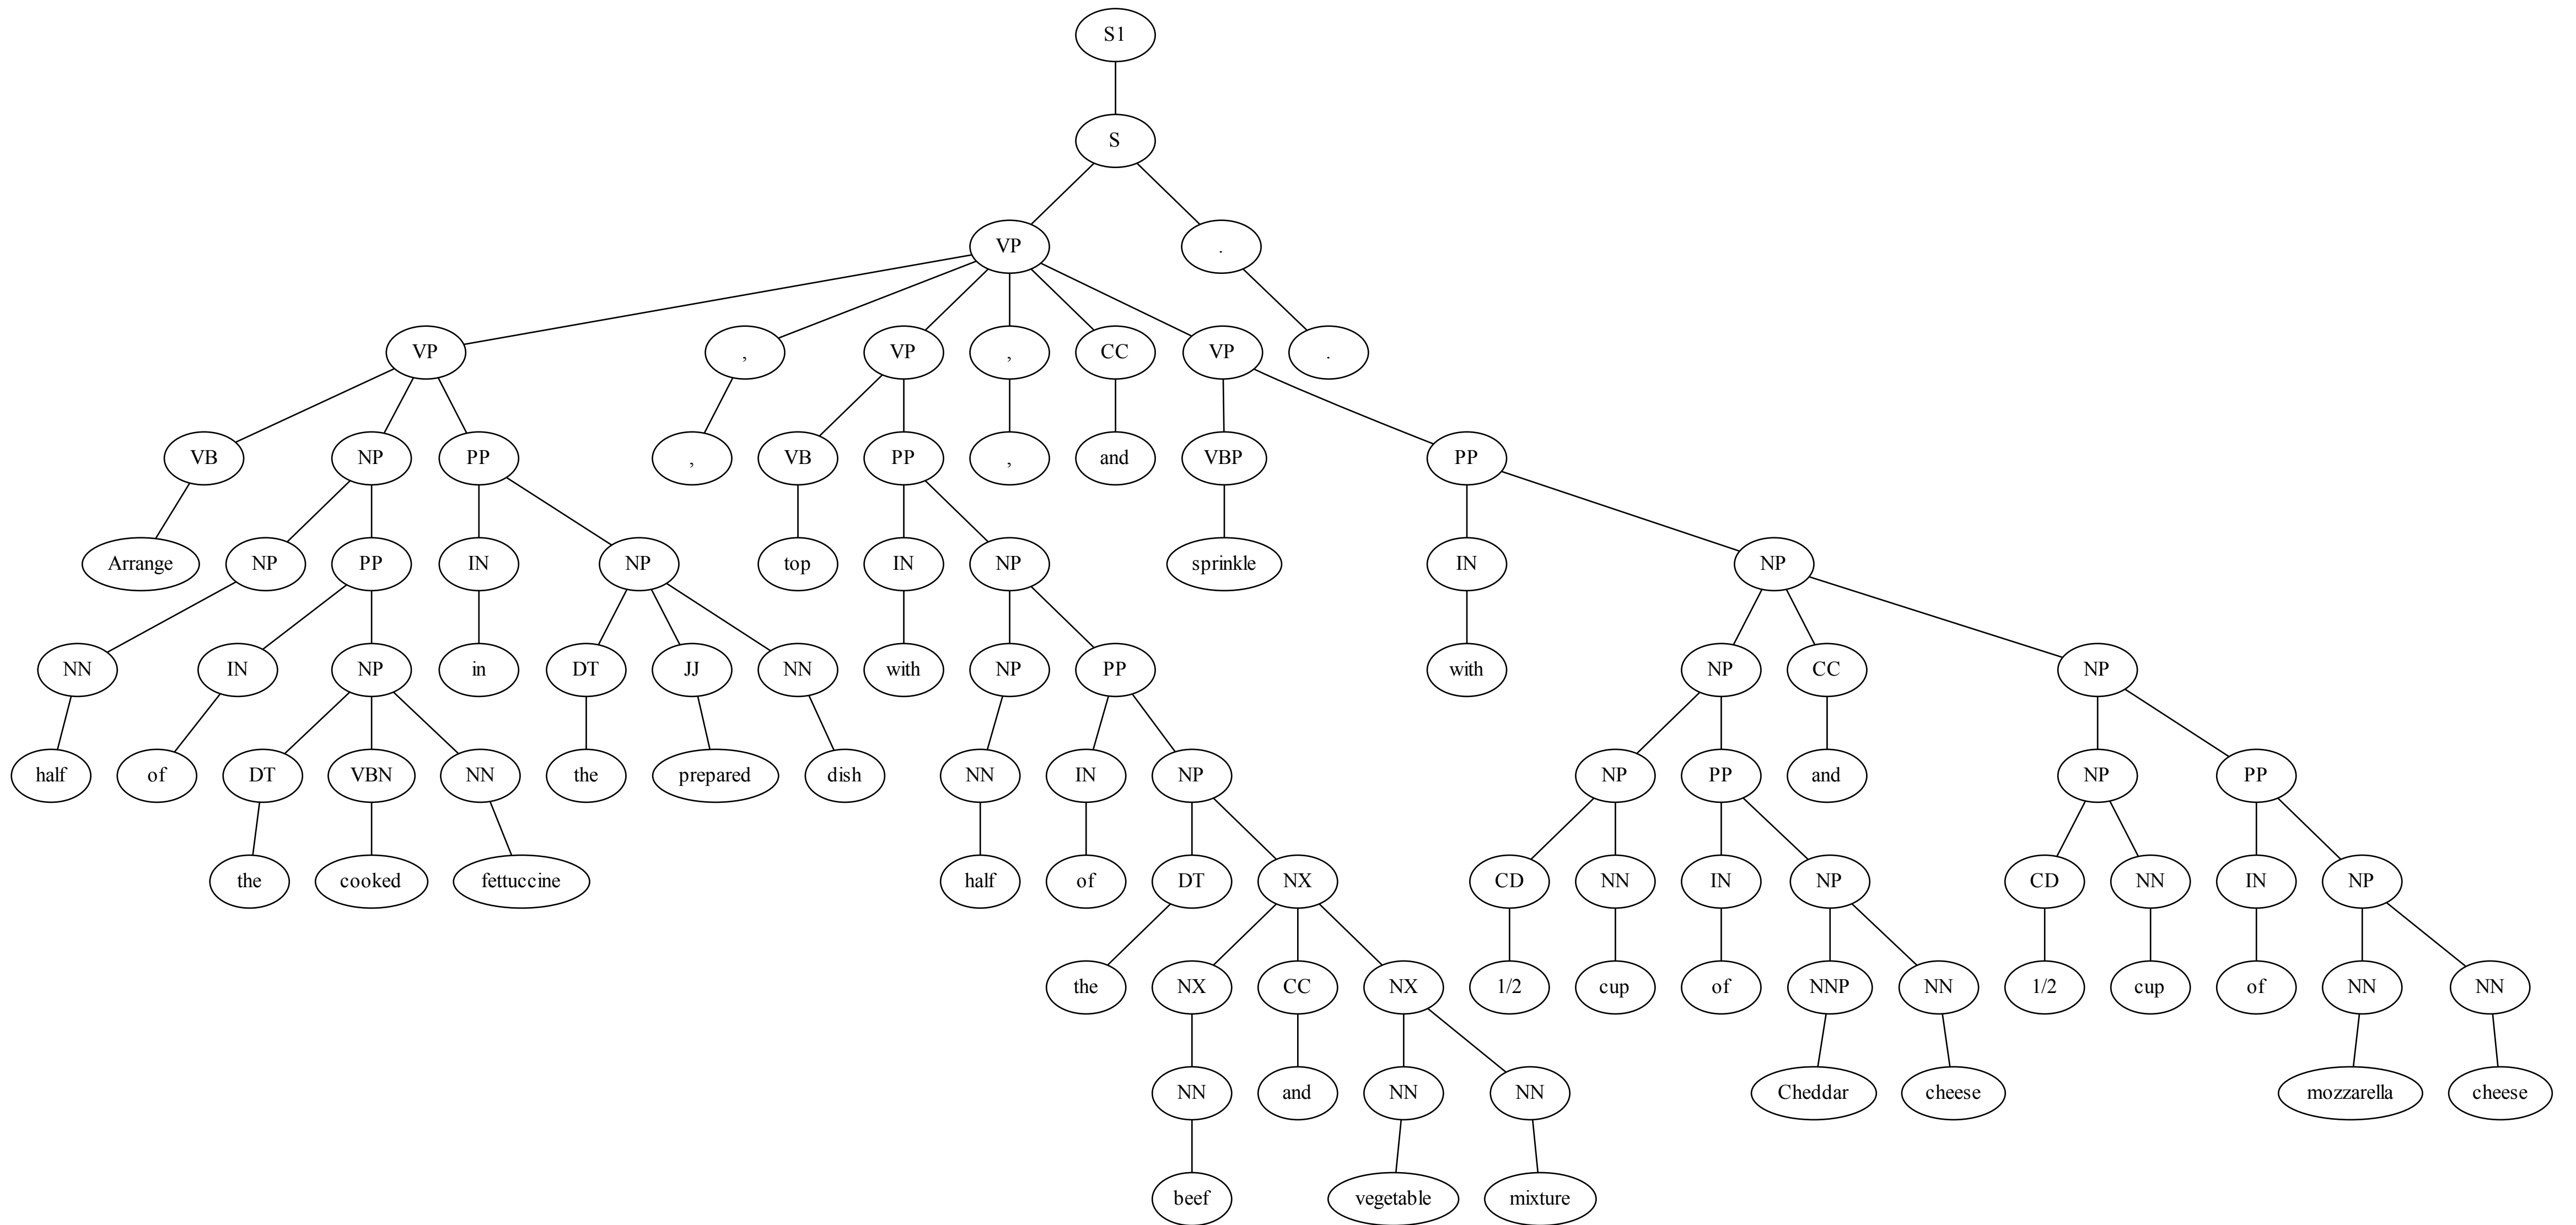 S1
S
VP .
VP , VP , CC VP .
VB NP PP , VB PP , and VBP PP
Arrange NP PP IN NP top IN NP sprinkle IN NP
NN IN NP in DT JJ NN with NP PP with NP CC NP
half of DT VBN NN the prepared dish NN IN NP NP PP and NP PP
the cooked fettuccine half of DT NX CD NN IN NP CD NN IN NP
the NX CC NX 1/2 cup of NNP NN 1/2 cup of NN NN
NN and NN NN Cheddar cheese mozzarella cheese
beef vegetable mixture